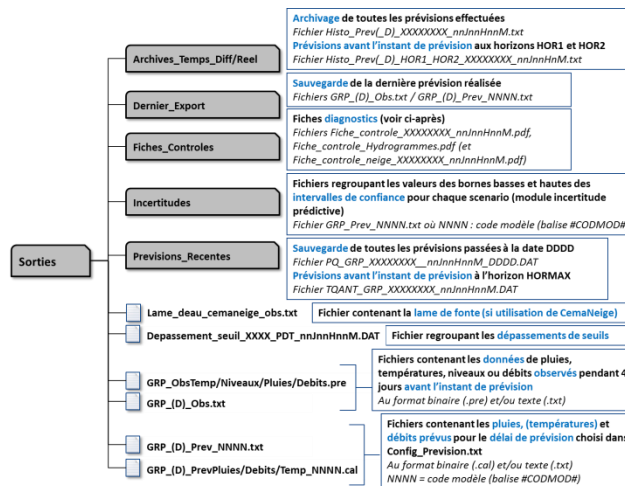 Archivage de toutes les prévisions effectuées
Fichier Histo_Prev(_D)_XXXXXXXX_nnJnnHnnM.txt
Prévisions avant l'instant de prévision aux horizons HOR1 et HOR2
Fichier Histo_Prev(_D)_HOR1_HOR2_XXXXXXXX_nnJnnHnnM.txt
Archives_Temps_Diff/Reel
Sauvegarde de la dernière prévision réalisée
Fichiers GRP_(D)_Obs.txt / GRP_(D)_Prev_NNNN.txt
Dernier_Export
Fiches diagnostics (voir ci-après)
Fichiers Fiche_controle_XXXXXXXX_nnJnnHnnM.pdf,
Fiche_controle_Hydrogrammes.pdf (et
Fiche_controle_neige_XXXXXXXX_nnJnnHnnM.pdf)
Fiches_Controles
Fichiers regroupant les valeurs des bornes basses et hautes des
intervalles de confiance pour chaque scenario (module incertitude
prédictive)
Fichier GRP_Prev_NNNN.txt où NNNN : code modèle (balise #CODMOD#)
Incertitudes
Sauvegarde de toutes les prévisions passées à la date DDDD
Fichier PQ_GRP_XXXXXXXX__nnJnnHnnM_DDDD.DAT
Prévisions avant l'instant de prévision à l'horizon HORMAX
Fichier TQANT_GRP_XXXXXXXX_nnJnnHnnM.DAT
Previsions_Recentes
Sorties
Lame_deau_cemaneige_obs.txt
Fichier contenant la lame de fonte (si utilisation de CemaNeige)
Depassement_seuil_XXXX_PDT_nnJnnHnnM.DAT
Fichier regroupant les dépassements de seuils
Fichiers contenant les données de pluies,
températures, niveaux ou débits observés pendant 4
jours avant l'instant de prévision
Au format binaire (.pre) et/ou texte (.txt)
GRP_ObsTemp/Niveaux/Pluies/Debits.pre
GRP_(D)_Obs.txt
Fichiers contenant les pluies, (températures) et
débits prévus pour le délai de prévision choisi dans
Config_Prevision.txt
Au format binaire (.cal) et/ou texte (.txt)
NNNN = code modèle (balise #CODMOD#)
GRP_(D)_Prev_NNNN.txt
GRP_(D)_PrevPluies/Debits/Temp_NNNN.cal